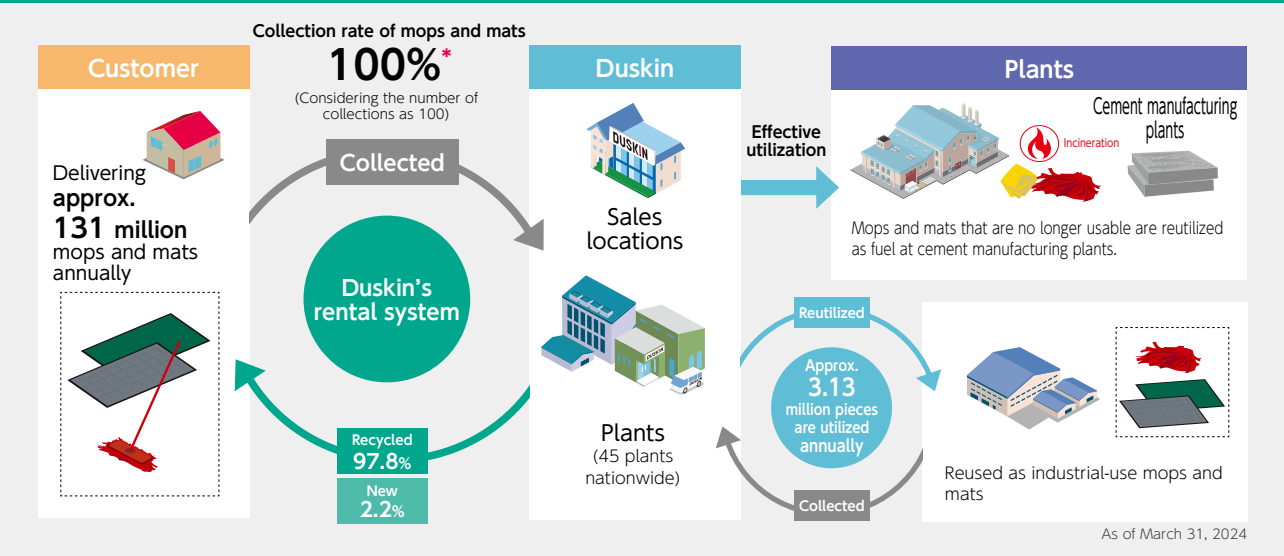 Collection rate of mops and mats
100%*
(Considering the number of
collections as 100)
Customer
Delivering
approx.
131 million
mops and mats
annually
Collected
Duskin's
rental system
Recycled
97.8%
New
2.2%
Duskin
DUSKIN
Sales
locations
DUSKIN
Plants
(45 plants
nationwide)
Effective
utilization
Plants
Incineration
Cement manufacturing
plants
Mops and mats that are no longer usable are reutilized
as fuel at cement manufacturing plants.
Reutilized
Approx.
3.13
million pieces
are utilized
annually
Collected
Reused as industrial-use mops and
mats
As of March 31, 2024